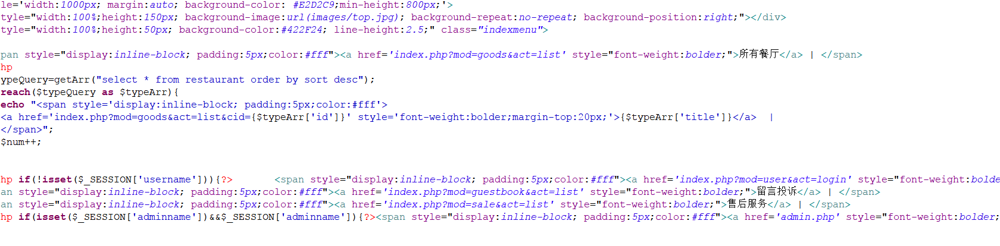 le='width:1000px; margin:auto; background-color: #E2D2C9;min-height:800px;'>
tyle="width:100%;height:150px; background-image:url(images/top.jpg); background-repeat:no-repeat; background-position:right;"></div>
tyle="width:100%;height:50px; background-color:#422F24; line-height:2.5;" class="indexmenu">
pan style="display:inline-block; padding:5px;color:#fff"><a href='index.php?mod=goods&act=list' style="font-weight:bolder;">所有餐厅</a> | </span>
hp
ypeQuery=getArr("select * from restaurant order by sort desc");
reach($typeQuery as $typeArr){
echo "<span style='display:inline-block; padding:5px;color:#fff'>
<a href='index.php?mod=goods&act=list&cid={$typeArr['id']}' style='font-weight:bolder;margin-top:20px;'>{$typeArr['title']}</a>  |
</span>";
$num++;
hp if(!isset($_SESSION['username'])){?>       <span style="display:inline-block; padding:5px;color:#fff"><a href='index.php?mod=user&act=login' style="font-weight:bolde
an style="display:inline-block; padding:5px;color:#fff"><a href='index.php?mod=guestbook&act=list' style="font-weight:bolder;">留言投诉</a> | </span>
an style="display:inline-block; padding:5px;color:#fff"><a href='index.php?mod=sale&act=list' style="font-weight:bolder;">售后服务</a> | </span>
hp if(isset($_SESSION['adminname'])&&$_SESSION['adminname']){?><span style="display:inline-block; padding:5px;color:#fff"><a href='admin.php' style="font-weight:bolder;